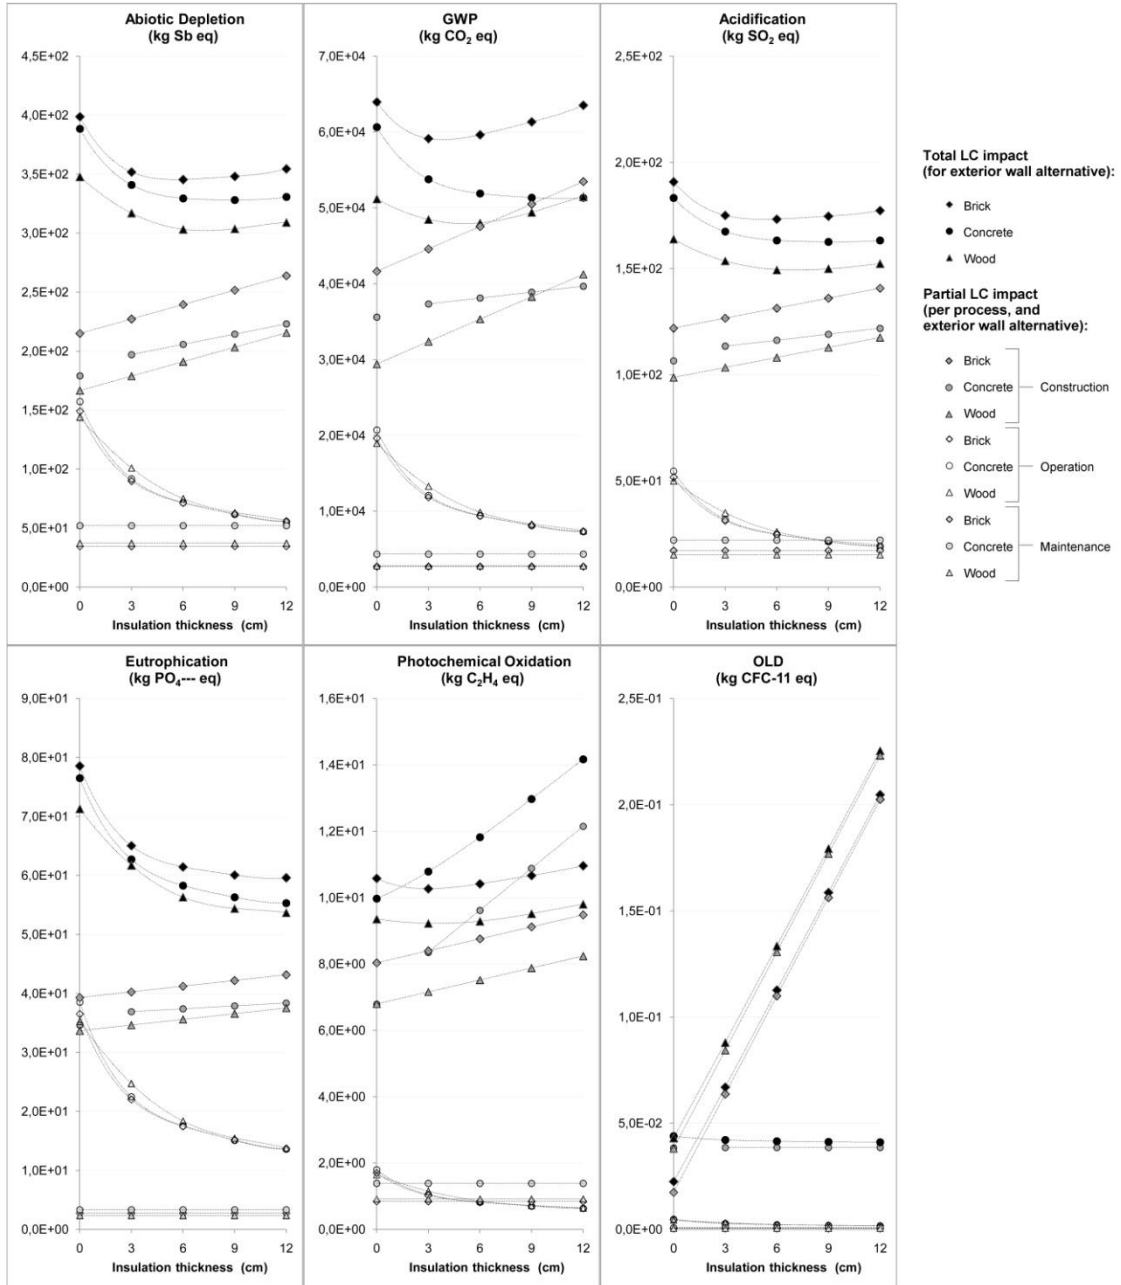 Abiotic Depletion
(kg Sb eq)
4,5E+02
4,0E+02
3,5E+02
3,0E+02
2,5E+02
2,0E+02
1,5E+02
1,0E+02
5,0E+01
0,0E+00
0 3 6 9 12
Insulation thickness (cm)
GWP
(kg CO2 eq)
7,0E+04
6,0E+04
5,0E+04
4,0E+04
3,0E+04
2,0E+04
1,0E+04
0,0E+00
0 3 6 9 12
Insulation thickness (cm)
Acidification
(kg SO2 eq)
2,5E+02
2,0E+02
1,5E+02
1,0E+02
5,0E+01
0,0E+00
0 3 6 9 12
Insulation thickness (cm)
Total LC impact
(for exterior wall alternative):
Brick
Concrete
Wood
Partial LC impact
(per process, and
exterior wall alternative):
Brick
Concrete Construction
Wood
Brick
Concrete Operation
Wood
Brick
Concrete Maintenance
Wood
Eutrophication
(kg PO4--- eq)
9,0E+01
8,0E+01
7,0E+01
6,0E+01
5,0E+01
4,0E+01
3,0E+01
2,0E+01
1,0E+01
0,0E+00
0 3 6 9 12
Insulation thickness (cm)
Photochemical Oxidation
(kg C2H4 eq)
1,6E+01
1,4E+01
1,2E+01
1,0E+01
8,0E+00
6,0E+00
4,0E+00
2,0E+00
0,0E+00
0 3 6 9 12
Insulation thickness (cm)
OLD
(kg CFC-11 eq)
2,5E-01
2,0E-01
1,5E-01
1,0E-01
5,0E-02
0,0E+00
0 3 6 9 12
Insulation thickness (cm)